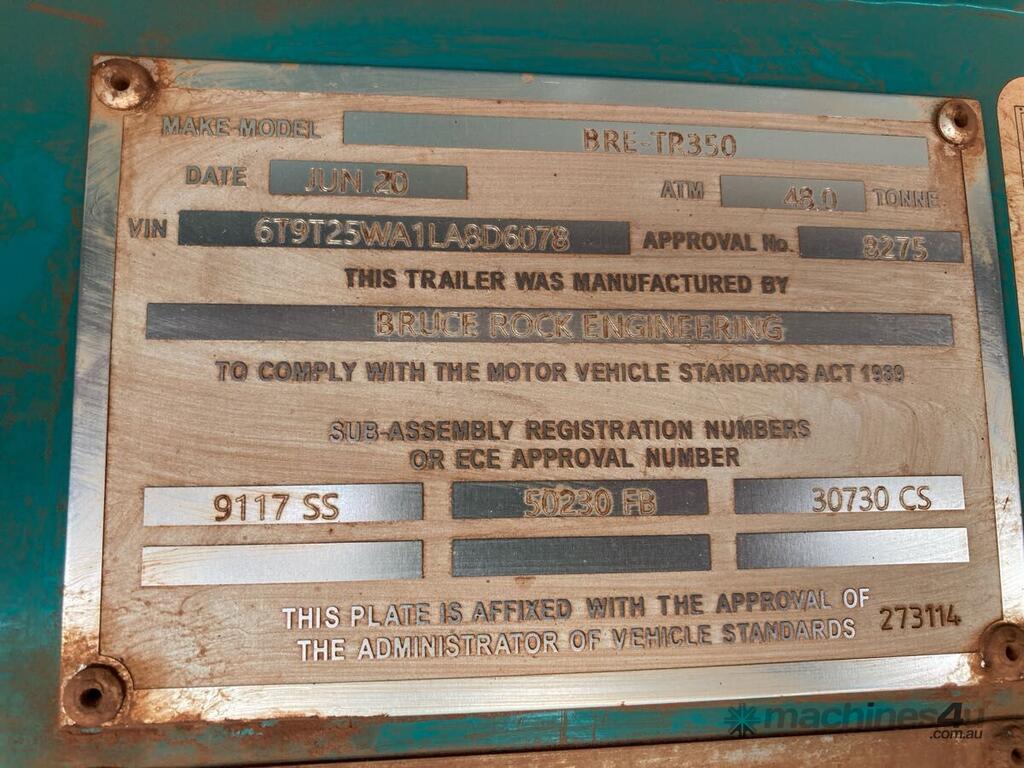 MAKE-MODEL BRE-TR350
DATE JUN 20 ATM 48.0 TONNE
VIN 6T9T25WA1LA8D6078 APPROVAL No. 8275
THIS TRAILER WAS MANUFACTURED BY
BRUCE ROCK ENGINEERING
TO COMPLY WITH THE MOTOR VEHICLE STANDARDS ACT 1989
SUB-ASSEMBLY REGISTRATION NUMBERS
OR ECE APPROVAL NUMBER
9117 SS 50230 FB 30730 CS
THIS PLATE IS AFFIXED WITH THE APPROVAL OF
THE ADMINISTRATOR OF VEHICLE STANDARDS 273114
machines4u
.com.au